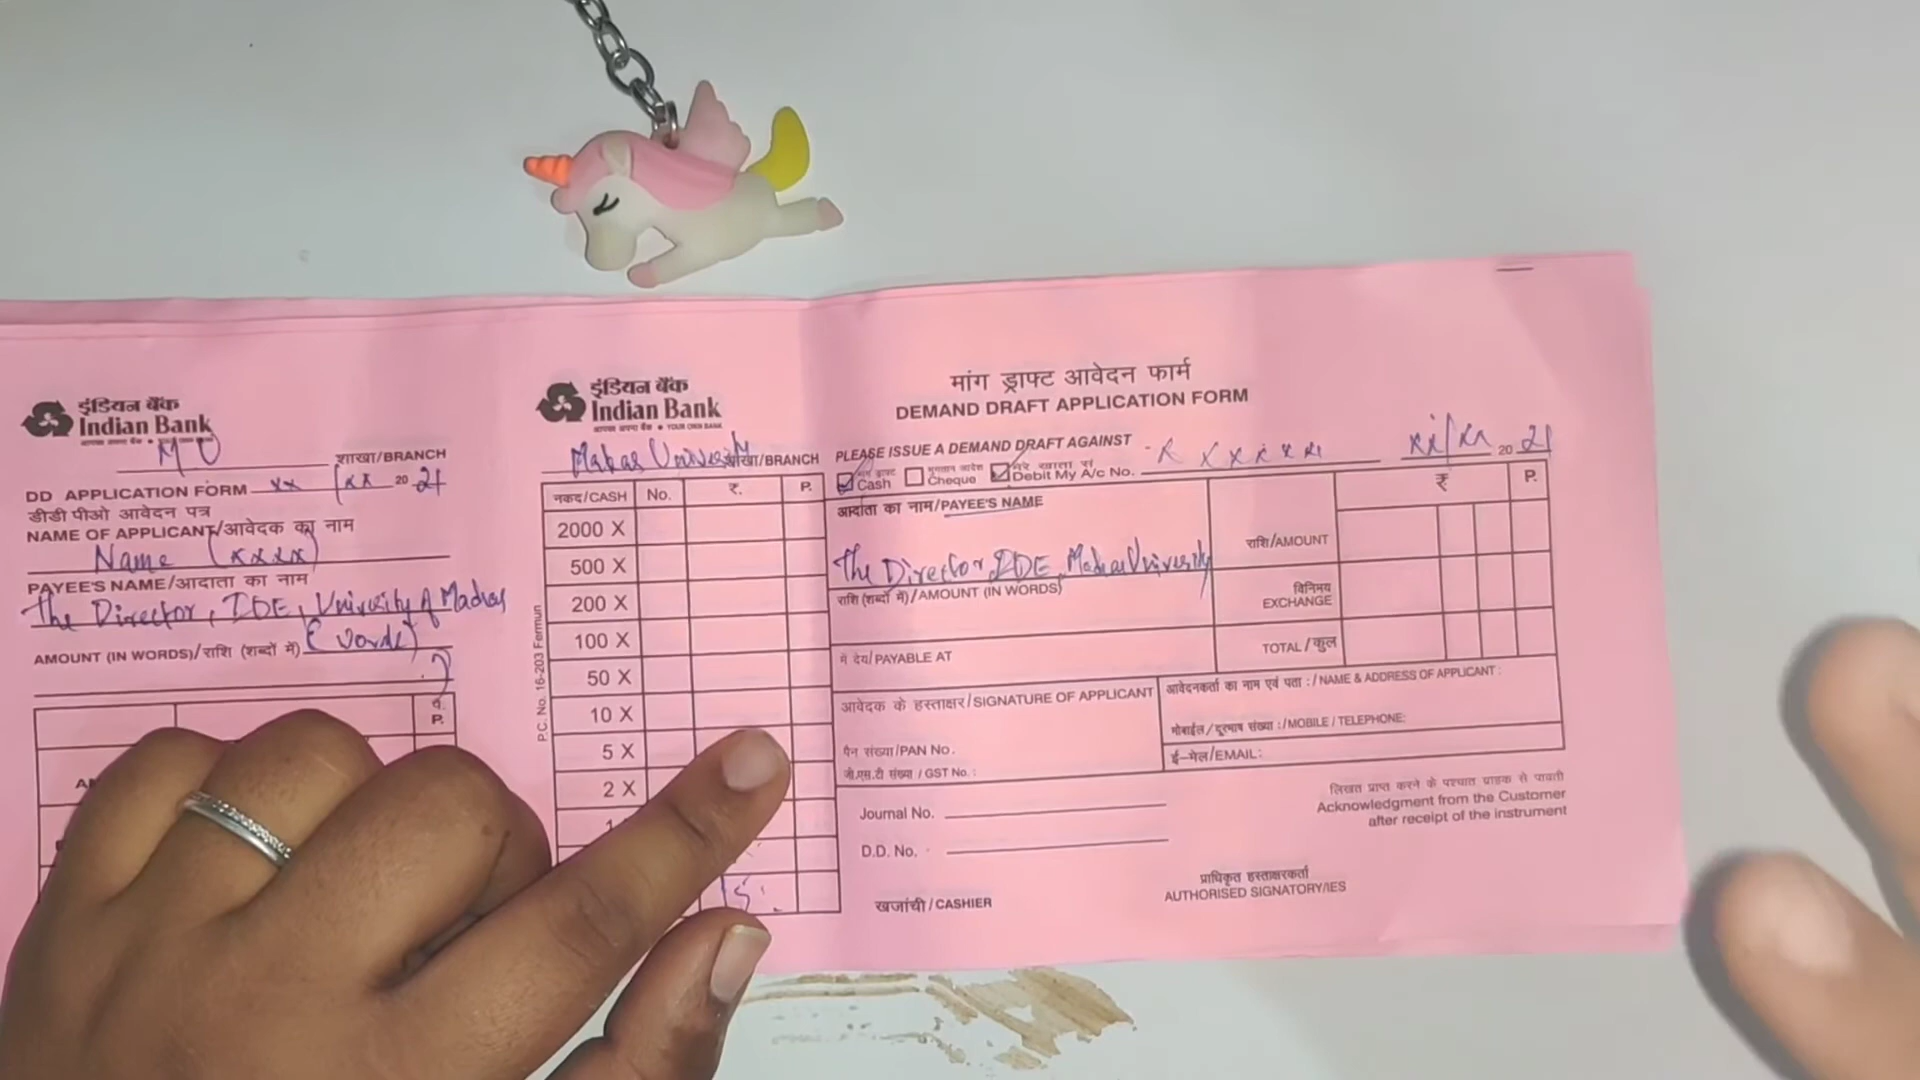 इंडियन बैंक
Indian Bank
MU
शाखा/BRANCH
DD APPLICATION FORM xx/xx 20 21
डीडी पीओ आवेदन पत्र
NAME OF APPLICANT/आवेदक का नाम
Name (xxxx)
PAYEE'S NAME/आदाता का नाम
The Director, IDE, University of Madras
AMOUNT (IN WORDS)/राशि (शब्दों में) (words)
P.
इंडियन बैंक
Indian Bank
आपका अपना बैंक • YOUR OWN BANK
Madras University शाखा/BRANCH
नकद/CASH No. ₹. P.
2000 X
500 X
200 X
100 X
50 X
10 X
5 X
2 X
P.C. No. 16-203 Fermun
मांग ड्राफ्ट आवेदन फार्म
DEMAND DRAFT APPLICATION FORM
PLEASE ISSUE A DEMAND DRAFT AGAINST
xx/xx 20 21
Cash Cheque Debit My A/c No. x x x x x x
आदाता का नाम/PAYEE'S NAME
The Director IDE, Madras University
राशि (शब्दों में)/AMOUNT (IN WORDS)
में देय/PAYABLE AT
₹ P.
राशि/AMOUNT
विनिमय
EXCHANGE
TOTAL/कुल
आवेदक के हस्ताक्षर/SIGNATURE OF APPLICANT
आवेदनकर्ता का नाम एवं पता :/NAME & ADDRESS OF APPLICANT :
मोबाईल/दूरभाष संख्या :/MOBILE/TELEPHONE:
पैन संख्या/PAN No.
ई-मेल/EMAIL:
जी.एस.टी संख्या / GST No. :
Journal No.
D.D. No.
लिखत प्राप्त करने के पश्चात ग्राहक से पावती
Acknowledgment from the Customer
after receipt of the instrument
प्राधिकृत हस्ताक्षरकर्ता
AUTHORISED SIGNATORY/IES
खजांची/CASHIER